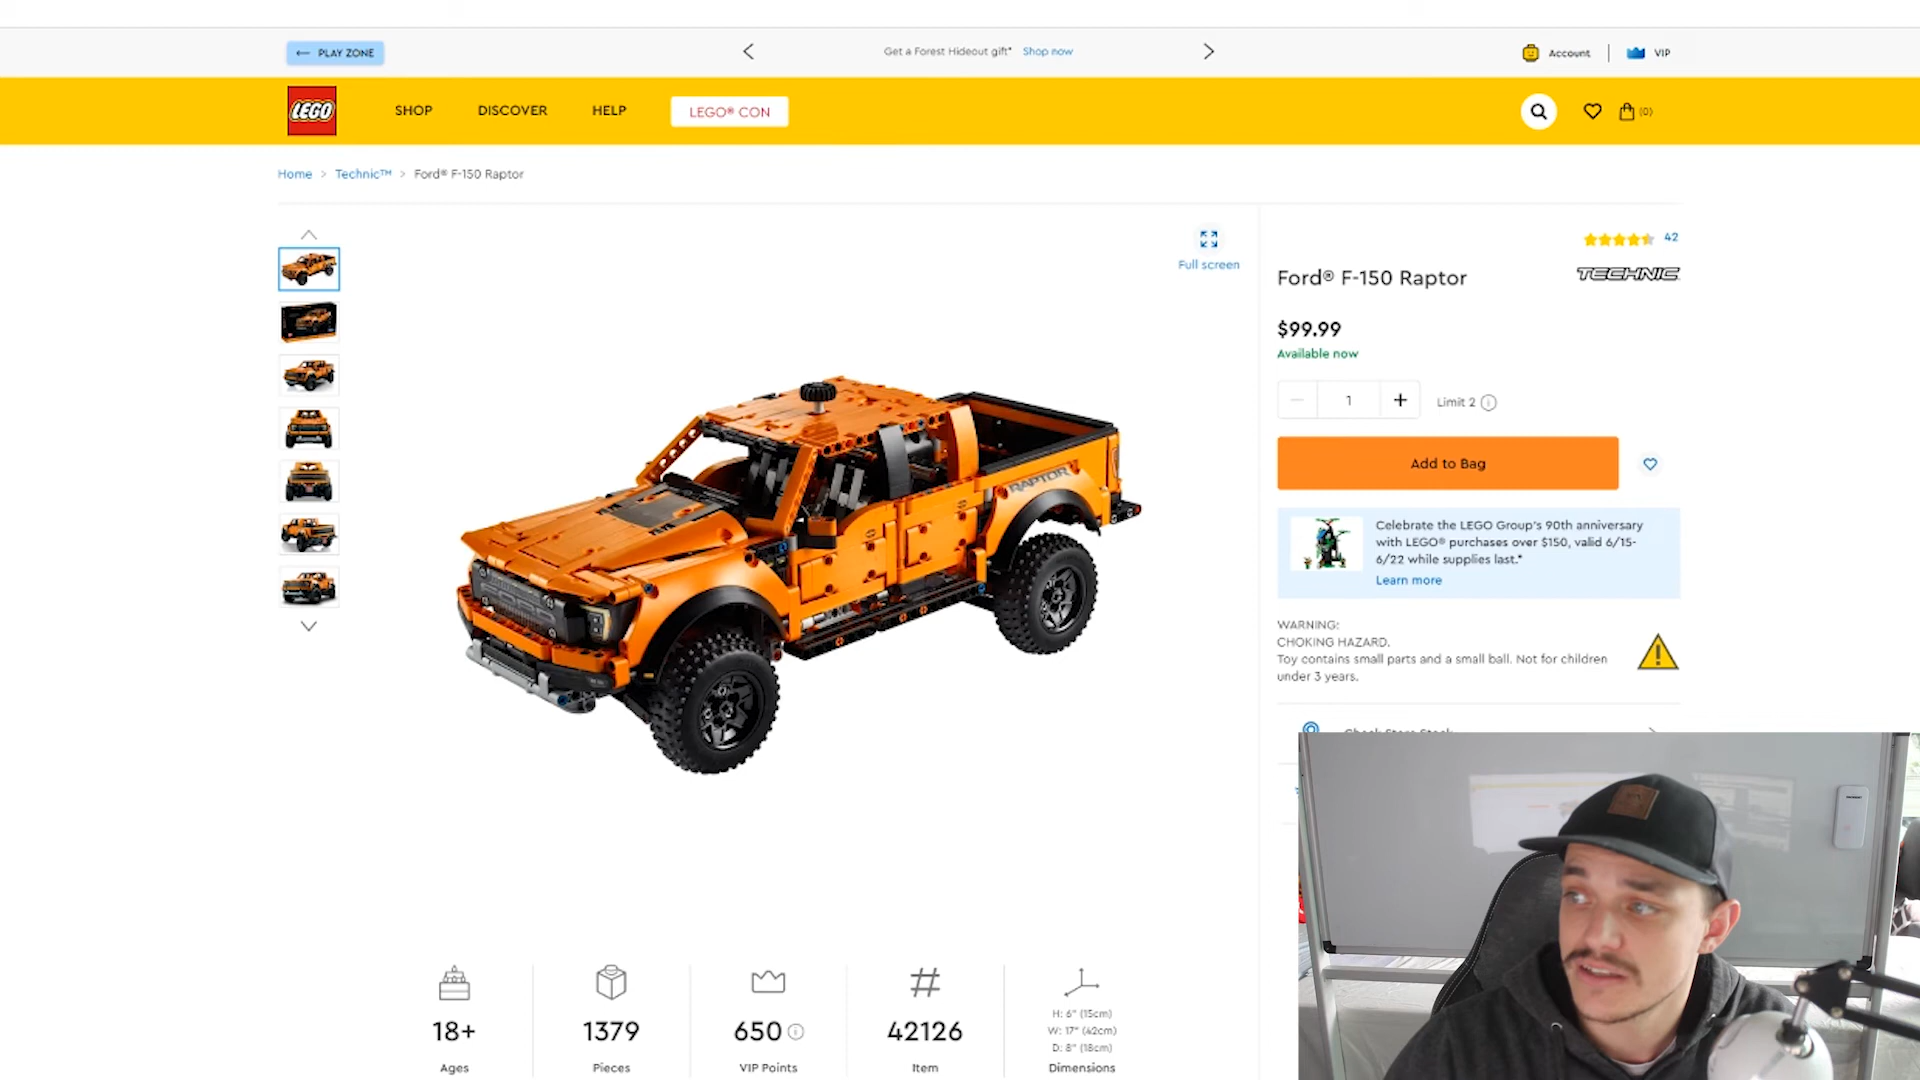 PLAY ZONE
Get a Forest Hideout gift* Shop now
Account
VIP
LEGO
SHOP
DISCOVER
HELP
LEGO® CON
(0)
Home > Technic™ > Ford® F-150 Raptor
Full screen
42
Ford® F-150 Raptor
TECHNIC
$99.99
Available now
1
Limit 2
Add to Bag
Celebrate the LEGO Group's 90th anniversary
with LEGO® purchases over $150, valid 6/15-
6/22 while supplies last.*
Learn more
WARNING:
CHOKING HAZARD.
Toy contains small parts and a small ball. Not for children
under 3 years.
Check Store Stock
RAPTOR
FORD
18+
Ages
1379
Pieces
650
VIP Points
#
42126
Item
H: 6" (15cm)
W: 17" (42cm)
D: 8" (18cm)
Dimensions